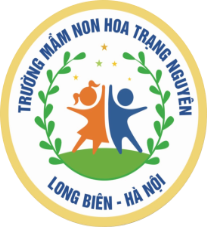 TRƯỜNG MẦM NON HOA TRẠNG NGUYÊN
LONG BIÊN - HÀ NỘI